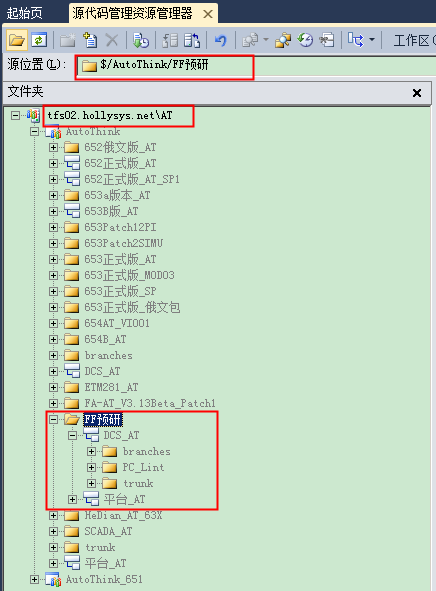 起始页
源代码管理资源管理器
工作区(
源位置(L):
$/AutoThink/FF预研
文件夹
tfs02.hollysys.net\AT
AutoThink
652俄文版_AT
652正式版_AT
652正式版_AT_SP1
653a版本_AT
653B版_AT
653Patch12PI
653Patch2SIMU
653正式版_AT
653正式版_MOD03
653正式版_SP
653正式版_俄文包
654AT_VIO01
654B_AT
branches
DCS_AT
ETM281_AT
FA-AT_V3.13Beta_Patch1
FF预研
DCS_AT
branches
PC_Lint
trunk
平台_AT
HeDian_AT_63X
SCADA_AT
trunk
平台_AT
AutoThink_651